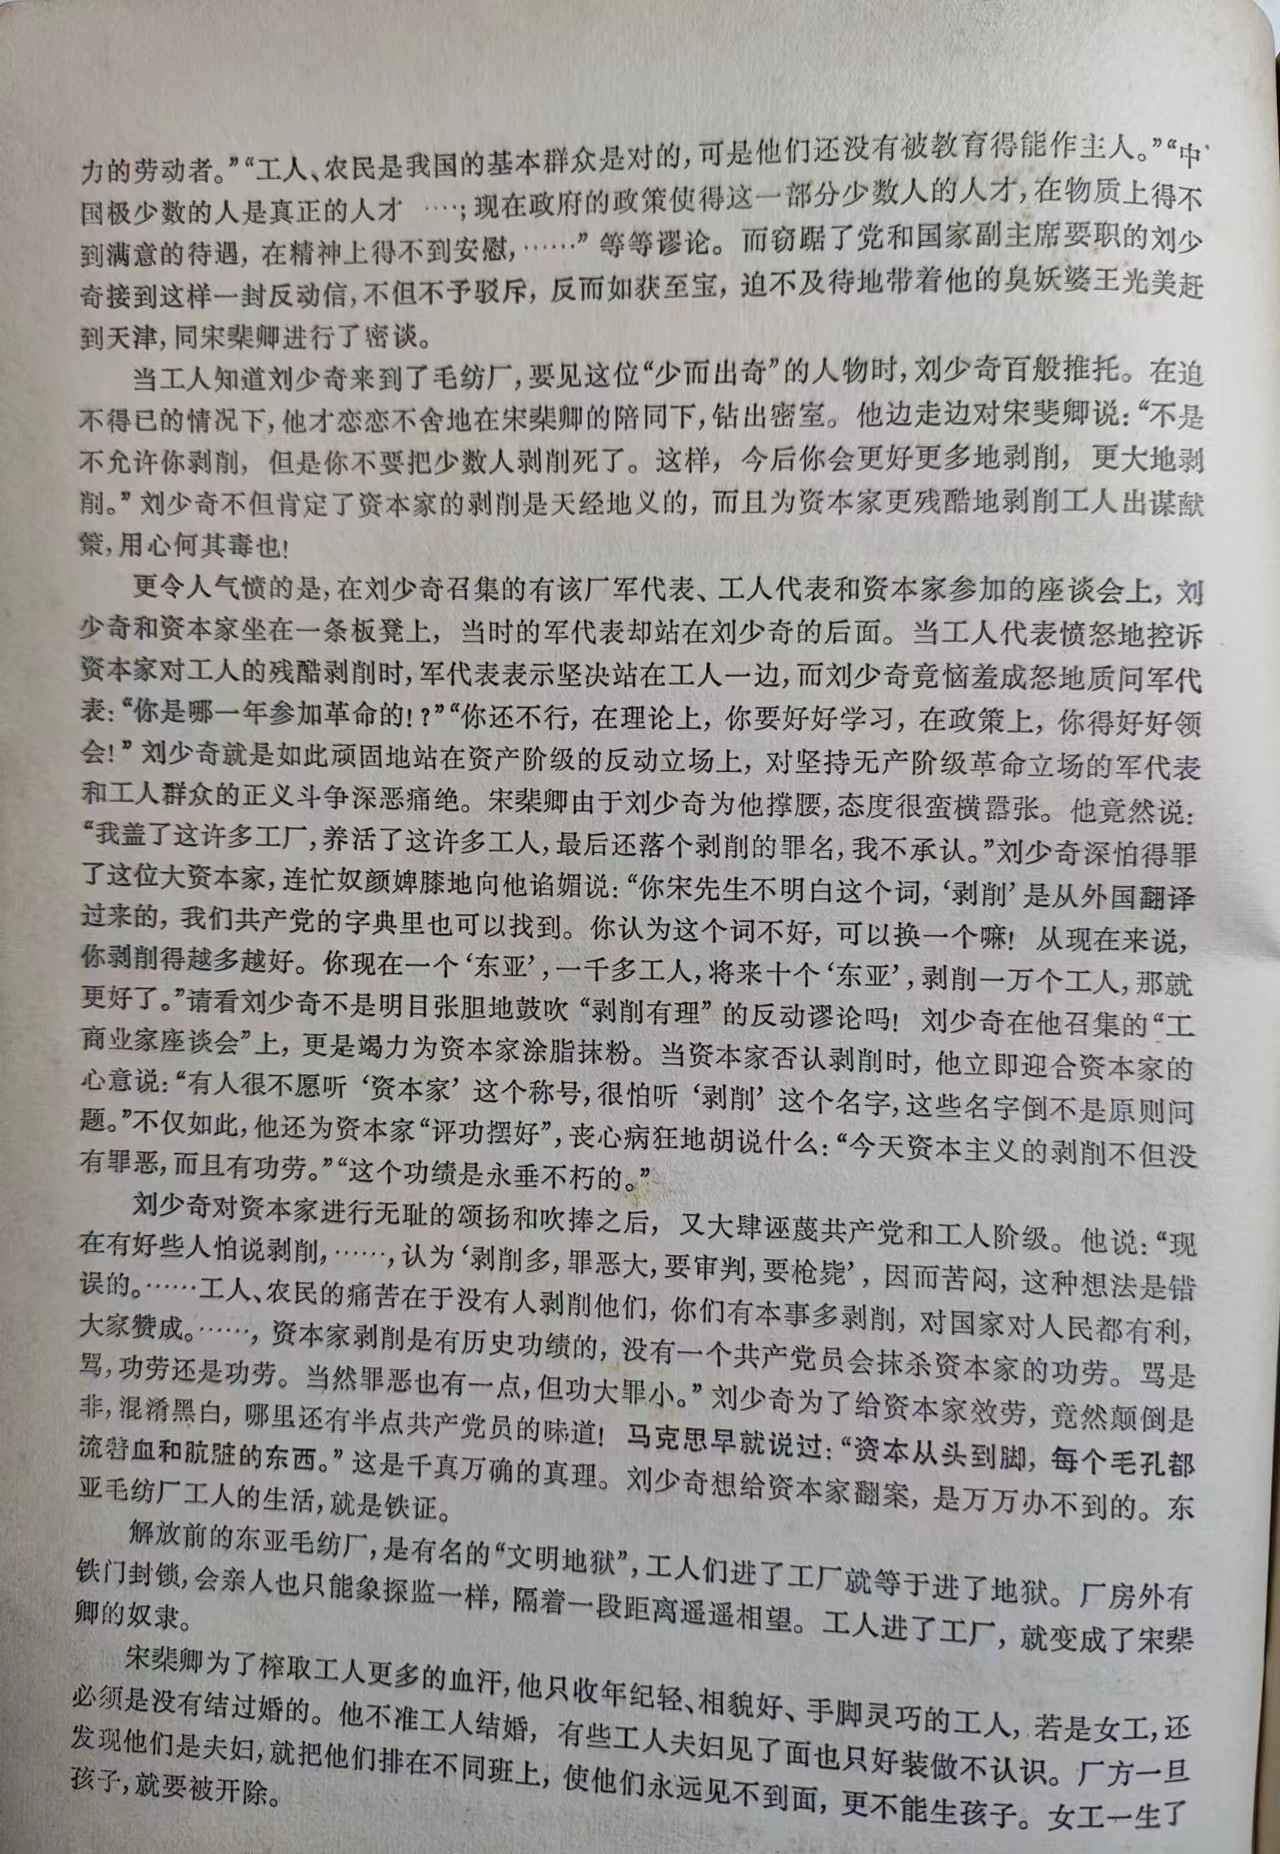 力的劳动者。”“工人、农民是我国的基本群众是对的，可是他们还没有被教育得能作主人。”“中
国极少数的人是真正的人才　……；现在政府的政策使得这一部分少数人的人才，在物质上得不
到满意的待遇，在精神上得不到安慰，……”等等谬论。而窃踞了党和国家副主席要职的刘少
奇接到这样一封反动信，不但不予驳斥，反而如获至宝，迫不及待地带着他的臭妖婆王光美赶
到天津，同宋棐卿进行了密谈。
当工人知道刘少奇来到了毛纺厂，要见这位“少而出奇”的人物时，刘少奇百般推托。在迫
不得已的情况下，他才恋恋不舍地在宋棐卿的陪同下，钻出密室。他边走边对宋斐卿说：“不是
不允许你剥削，但是你不要把少数人剥削死了。这样，今后你会更好更多地剥削，更大地剥
削。”刘少奇不但肯定了资本家的剥削是天经地义的，而且为资本家更残酷地剥削工人出谋献
策，用心何其毒也！
更令人气愤的是，在刘少奇召集的有该厂军代表、工人代表和资本家参加的座谈会上，刘
少奇和资本家坐在一条板凳上，当时的军代表却站在刘少奇的后面。当工人代表愤怒地控诉
资本家对工人的残酷剥削时，军代表表示坚决站在工人一边，而刘少奇竟恼羞成怒地质问军代
表：“你是哪一年参加革命的！？”“你还不行，在理论上，你要好好学习，在政策上，你得好好领
会！”刘少奇就是如此顽固地站在资产阶级的反动立场上，对坚持无产阶级革命立场的军代表
和工人群众的正义斗争深恶痛绝。宋棐卿由于刘少奇为他撑腰，态度很蛮横嚣张。他竟然说：
“我盖了这许多工厂，养活了这许多工人，最后还落个剥削的罪名，我不承认。”刘少奇深怕得罪
了这位大资本家，连忙奴颜婢膝地向他谄媚说：“你宋先生不明白这个词，‘剥削’是从外国翻译
过来的，我们共产党的字典里也可以找到。你认为这个词不好，可以换一个嘛！从现在来说，
你剥削得越多越好。你现在一个‘东亚’，一千多工人，将来十个‘东亚’，剥削一万个工人，那就
更好了。”请看刘少奇不是明目张胆地鼓吹“剥削有理”的反动谬论吗！刘少奇在他召集的“工
商业家座谈会”上，更是竭力为资本家涂脂抹粉。当资本家否认剥削时，他立即迎合资本家的
心意说：“有人很不愿听‘资本家’这个称号，很怕听‘剥削’这个名字，这些名字倒不是原则问
题。”不仅如此，他还为资本家“评功摆好”，丧心病狂地胡说什么：“今天资本主义的剥削不但没
有罪恶，而且有功劳。”“这个功绩是永垂不朽的。”
刘少奇对资本家进行无耻的颂扬和吹捧之后，又大肆诬蔑共产党和工人阶级。他说：“现
在有好些人怕说剥削，……，认为‘剥削多，罪恶大，要审判，要枪毙’，因而苦闷，这种想法是错
误的。……工人、农民的痛苦在于没有人剥削他们，你们有本事多剥削，对国家对人民都有利，
大家赞成。……，资本家剥削是有历史功绩的，没有一个共产党员会抹杀资本家的功劳。骂是
骂，功劳还是功劳。当然罪恶也有一点，但功大罪小。”刘少奇为了给资本家效劳，竟然颠倒是
非，混淆黑白，哪里还有半点共产党员的味道！马克思早就说过：“资本从头到脚，每个毛孔都
流着血和肮脏的东西。”这是千真万确的真理。刘少奇想给资本家翻案，是万万办不到的。东
亚毛纺厂工人的生活，就是铁证。
解放前的东亚毛纺厂，是有名的“文明地狱”，工人们进了工厂就等于进了地狱。厂房外有
铁门封锁，会亲人也只能象探监一样，隔着一段距离遥遥相望。工人进了工厂，就变成了宋棐
卿的奴隶。
宋棐卿为了榨取工人更多的血汗，他只收年纪轻、相貌好、手脚灵巧的工人，若是女工，还
必须是没有结过婚的。他不准工人结婚，有些工人夫妇见了面也只好装做不认识。厂方一旦
发现他们是夫妇，就把他们排在不同班上，使他们永远见不到面，更不能生孩子。女工一生了
孩子，就要被开除。